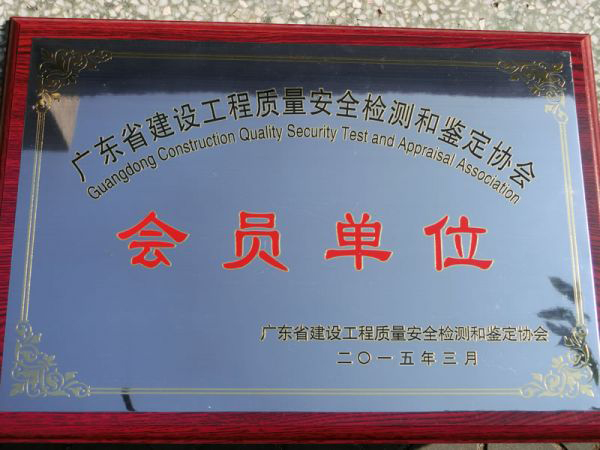 广东省建设工程质量安全检测和鉴定协会
Guangdong Construction Quality Security Test and Appraisal Association
会员单位
广东省建设工程质量安全检测和鉴定协会
二〇一五年三月